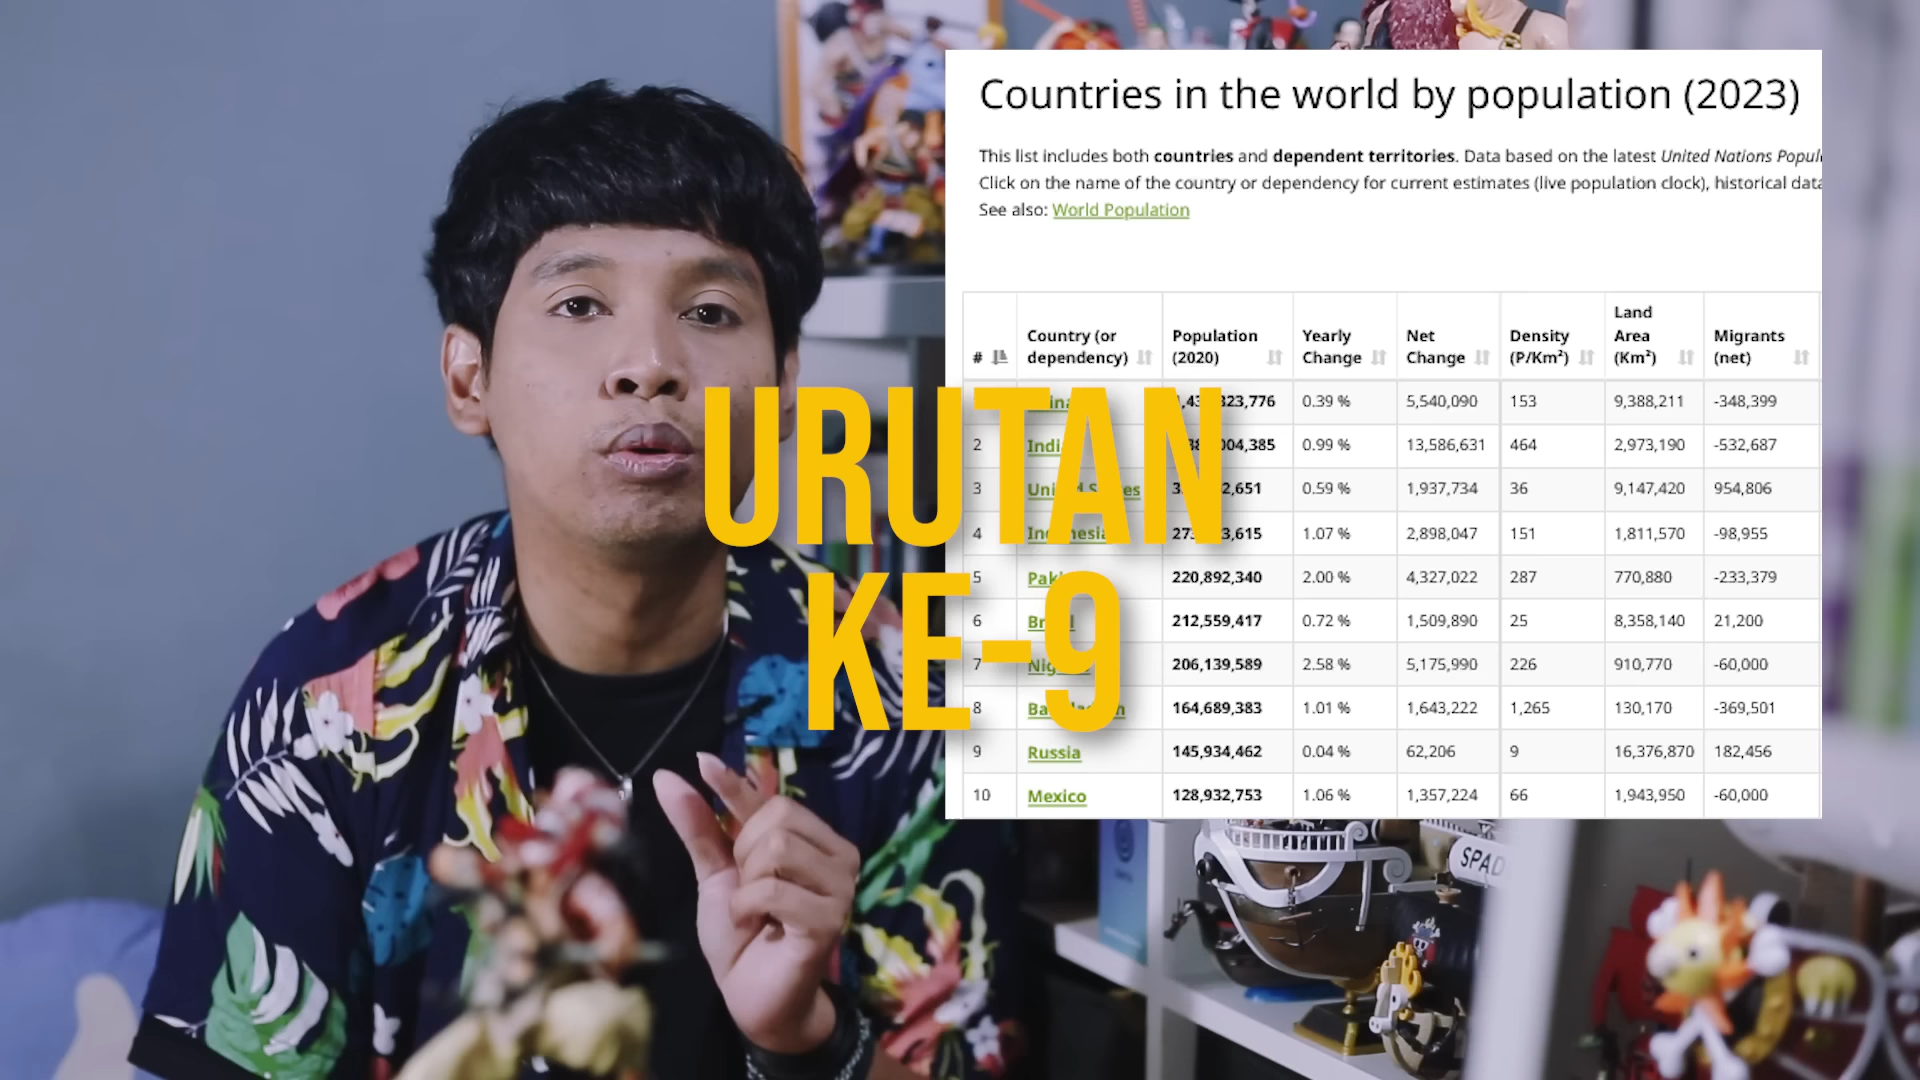 Countries in the world by population (2023)
This list includes both countries and dependent territories. Data based on the latest United Nations
Click on the name of the country or dependency for current estimates (live population clock), historical data
See also: World Population
# Country (or dependency) Population (2020) Yearly Change Net Change Density (P/Km²) Land Area (Km²) Migrants (net)
0.39 % 5,540,090 153 9,388,211 -348,399
2 0.99 % 13,586,631 464 2,973,190 -532,687
3 0.59 % 1,937,734 36 9,147,420 954,806
4 1.07 % 2,898,047 151 1,811,570 -98,955
5 220,892,340 2.00 % 4,327,022 287 770,880 -233,379
6 212,559,417 0.72 % 1,509,890 25 8,358,140 21,200
7 206,139,589 2.58 % 5,175,990 226 910,770 -60,000
8 164,689,383 1.01 % 1,643,222 1,265 130,170 -369,501
9 Russia 145,934,462 0.04 % 62,206 9 16,376,870 182,456
10 Mexico 128,932,753 1.06 % 1,357,224 66 1,943,950 -60,000
URUTAN
KE-9
SPAD